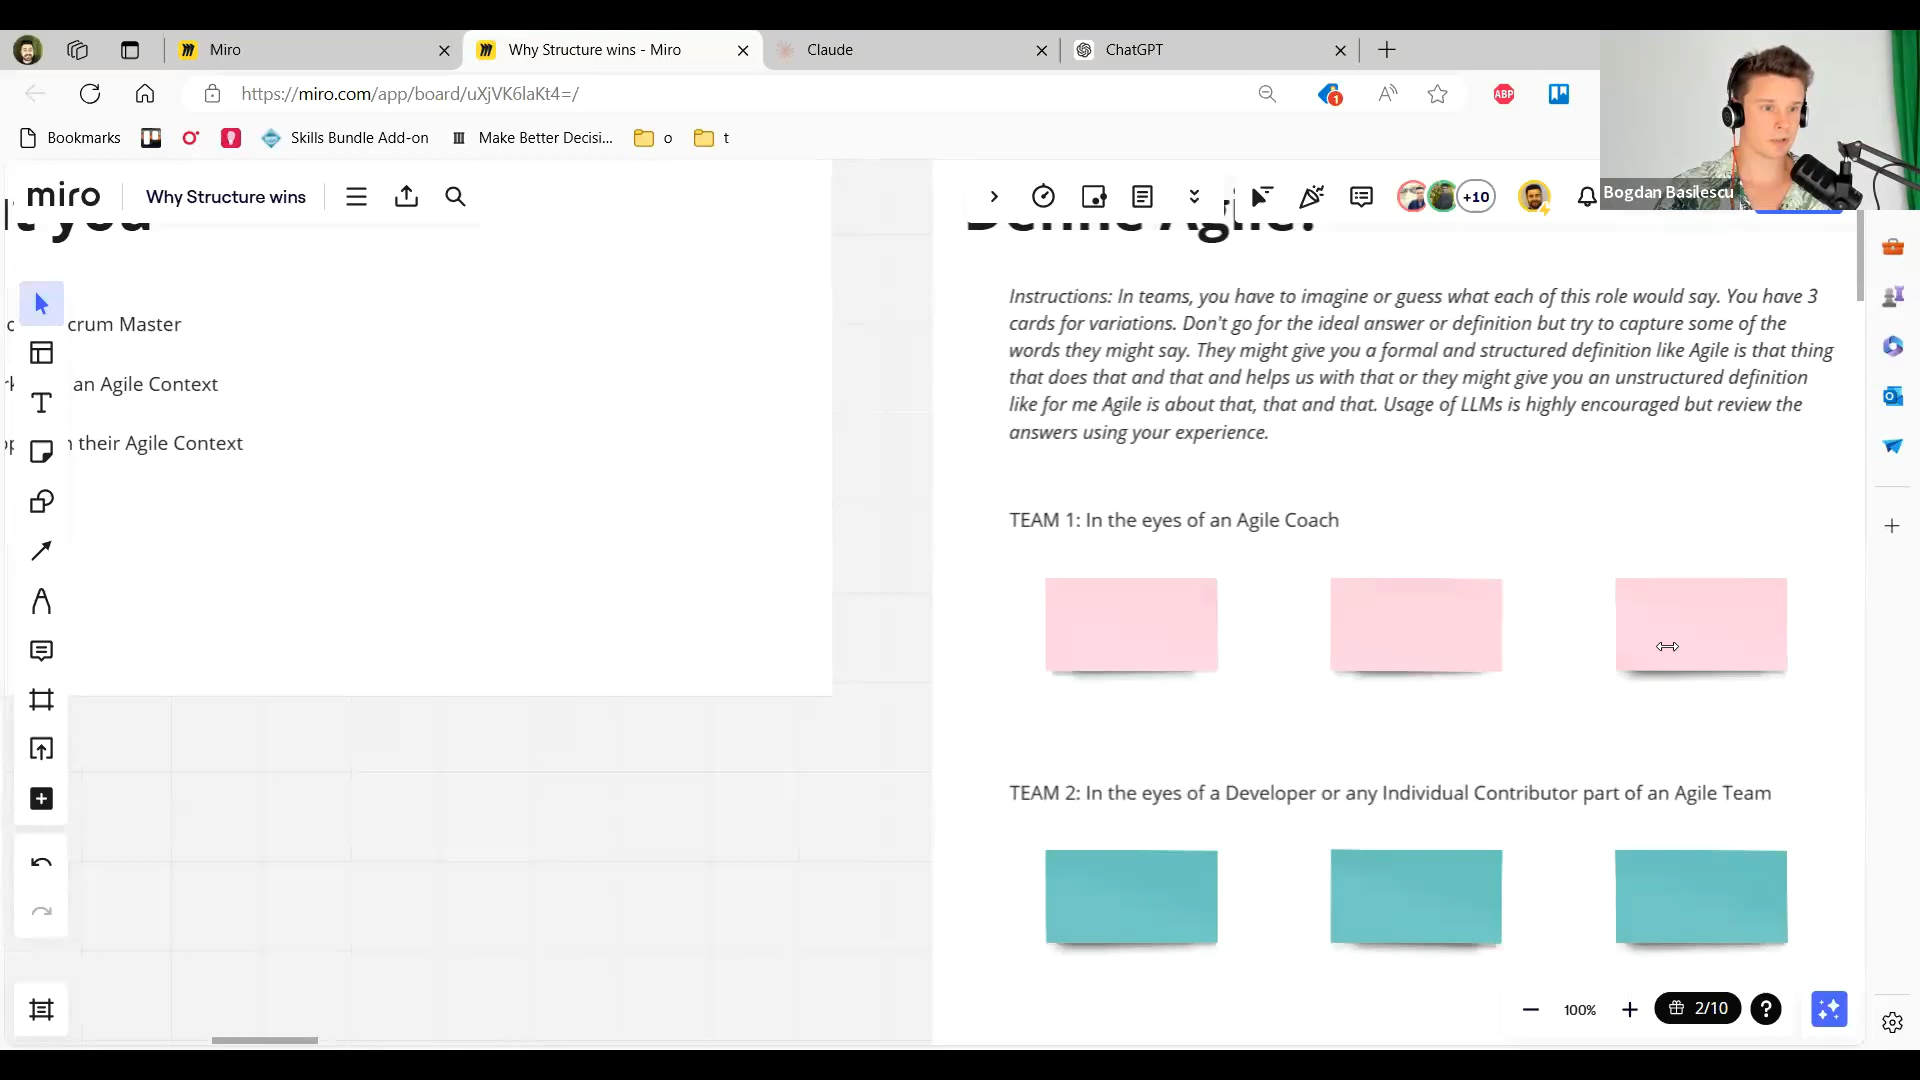 Miro
Why Structure wins - Miro
Claude
ChatGPT
https://miro.com/app/board/uXjVK6laKt4=/
1
ABP
Bookmarks
Skills Bundle Add-on
Make Better Decisi...
o
t
miro
Why Structure wins
+10
Bogdan Basilescu
t you
Define Agile?
crum Master
an Agile Context
n their Agile Context
Instructions: In teams, you have to imagine or guess what each of this role would say. You have 3
cards for variations. Don't go for the ideal answer or definition but try to capture some of the
words they might say. They might give you a formal and structured definition like Agile is that thing
that does that and that and helps us with that or they might give you an unstructured definition
like for me Agile is about that, that and that. Usage of LLMs is highly encouraged but review the
answers using your experience.
TEAM 1: In the eyes of an Agile Coach
TEAM 2: In the eyes of a Developer or any Individual Contributor part of an Agile Team
100%
2/10